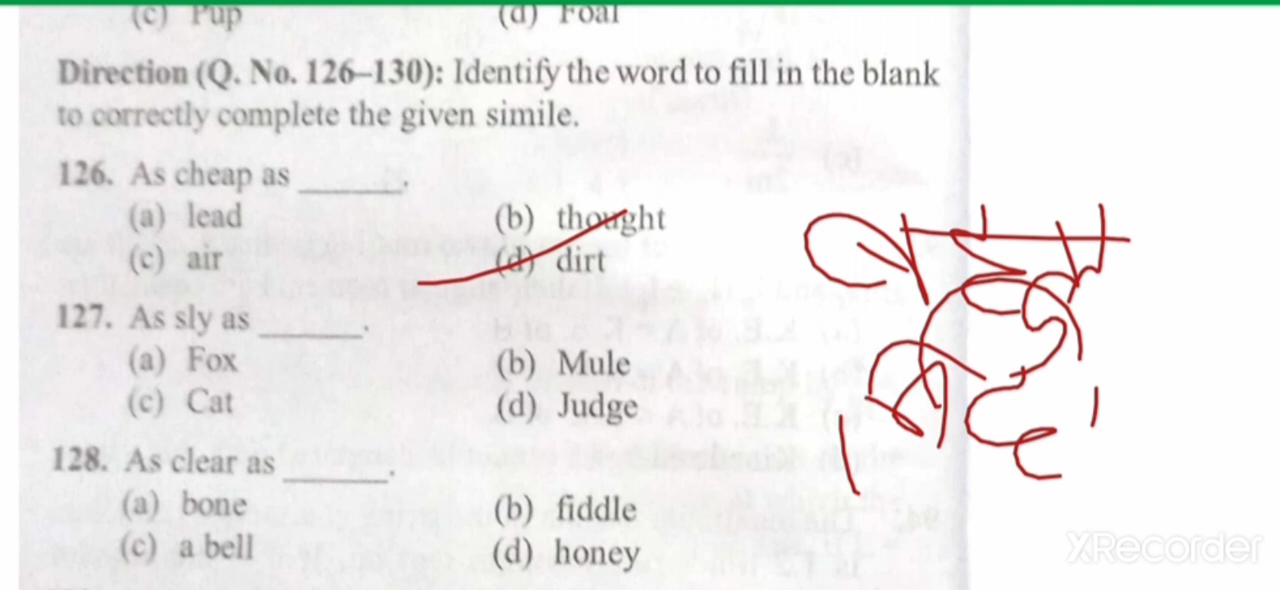 (c) Pup (d) Foal
Direction (Q. No. 126–130): Identify the word to fill in the blank
to correctly complete the given simile.
126. As cheap as ______.
(a) lead (b) thought
(c) air (d) dirt
127. As sly as ______.
(a) Fox (b) Mule
(c) Cat (d) Judge
128. As clear as ______.
(a) bone (b) fiddle
(c) a bell (d) honey
XRecorder